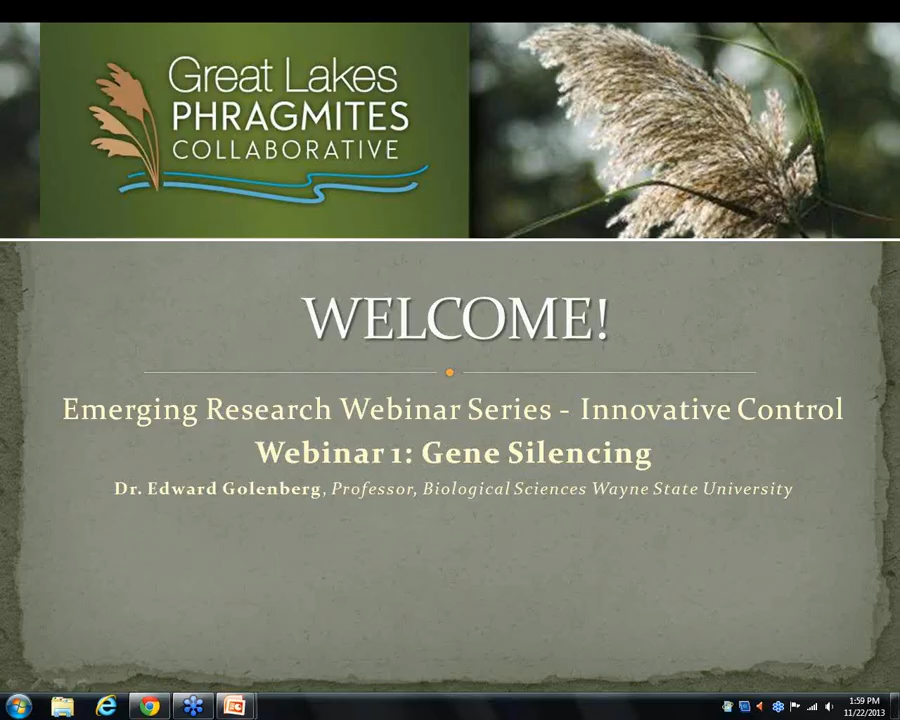 Great Lakes
PHRAGMITES
COLLABORATIVE
WELCOME!
Emerging Research Webinar Series - Innovative Control
Webinar 1: Gene Silencing
Dr. Edward Golenberg, Professor, Biological Sciences Wayne State University
1:59 PM
11/22/2013